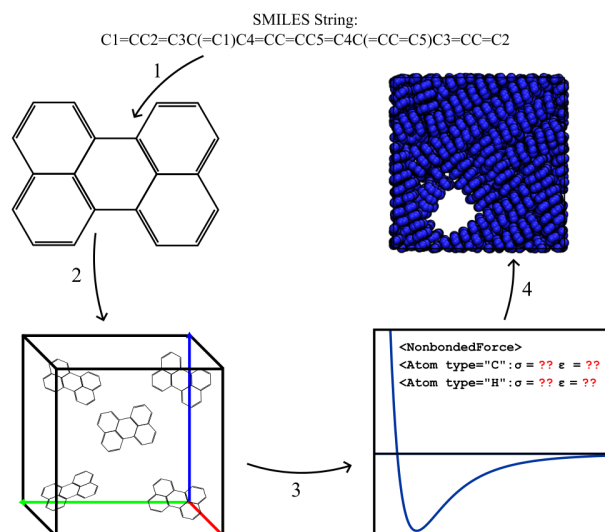 SMILES String:
C1=CC2=C3C(=C1)C4=CC=CC5=C4C(=CC=C5)C3=CC=C2
1
2
3
<NonbondedForce>
<Atom type="C":σ = ?? ε = ??
<Atom type="H":σ = ?? ε = ??
4